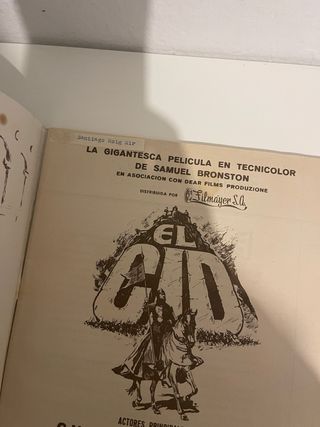 Santiago Roig Mir
LA GIGANTESCA PELICULA EN TECNICOLOR
DE SAMUEL BRONSTON
EN ASOCIACION CON DEAR FILMS PRODUZIONE
DISTRIBUIDA POR Filmayer S.A.
EL
CID
ACTORES